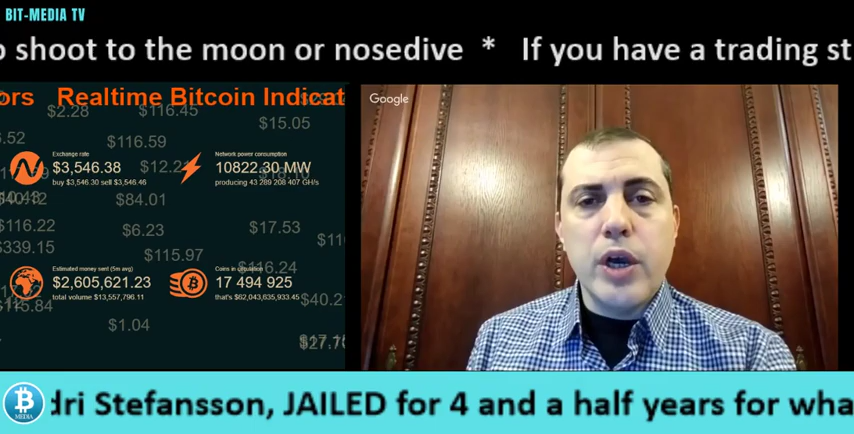 BIT-MEDIA TV
o shoot to the moon or nosedive * If you have a trading st
ors Realtime Bitcoin Indicat
Google
$2.28
$116.45
$15.05
$116.59
Exchange rate
$3,546.38
buy $3,546.30 sell $3,546.46
Network power consumption
10822.30 MW
producing 43 289 208 407 GH/s
$84.01
$116.22
$6.23
$17.53
$339.15
$115.97
$116.24
Estimated money sent (5m avg)
$2,605,621.23
total volume $13,557,796.11
Coins in circulation
17 494 925
that's $62,043,635,933.45
$115.84
$1.04
MEDIA
dri Stefansson, JAILED for 4 and a half years for wha